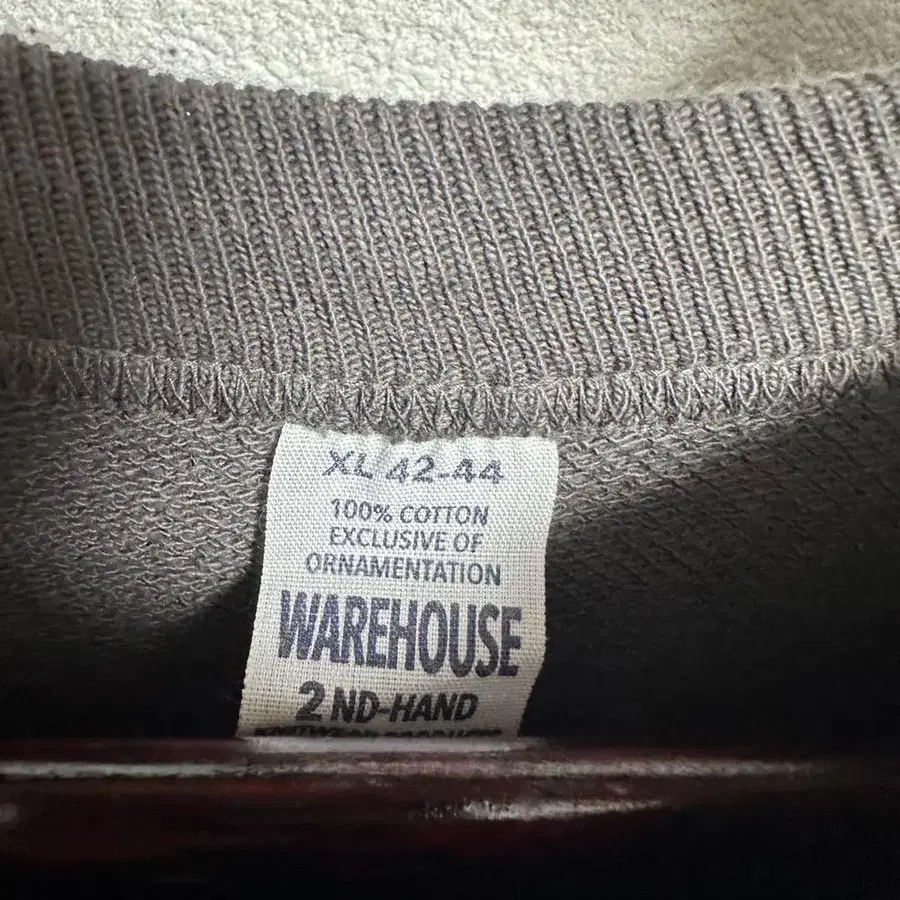 XL 42-44
100% COTTON
EXCLUSIVE OF
ORNAMENTATION
WAREHOUSE
2ND-HAND